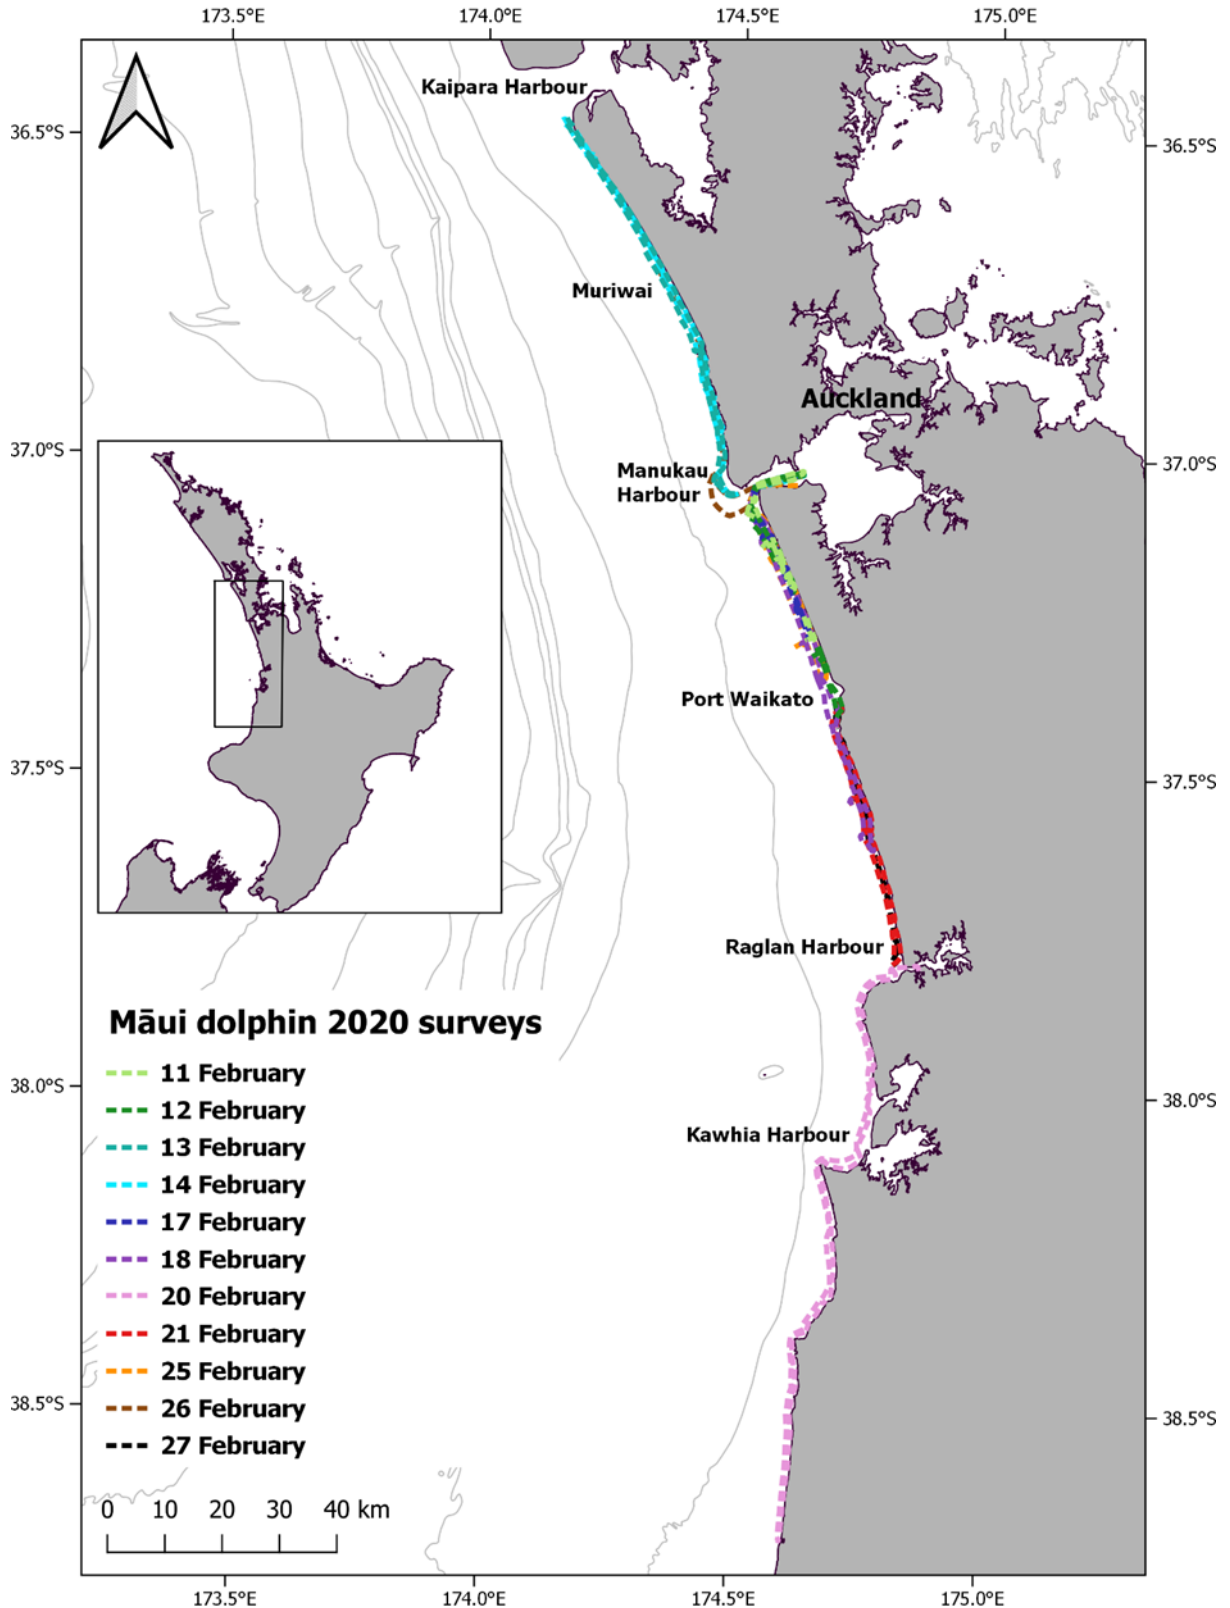 173.5°E 174.0°E 174.5°E 175.0°E
Kaipara Harbour
36.5°S 36.5°S
Muriwai
Auckland
37.0°S 37.0°S
Manukau
Harbour
Port Waikato
37.5°S 37.5°S
Raglan Harbour
Māui dolphin 2020 surveys
11 February
12 February
13 February
14 February
17 February
18 February
20 February
21 February
25 February
26 February
27 February
38.0°S 38.0°S
Kawhia Harbour
38.5°S 38.5°S
0 10 20 30 40 km
173.5°E 174.0°E 174.5°E 175.0°E